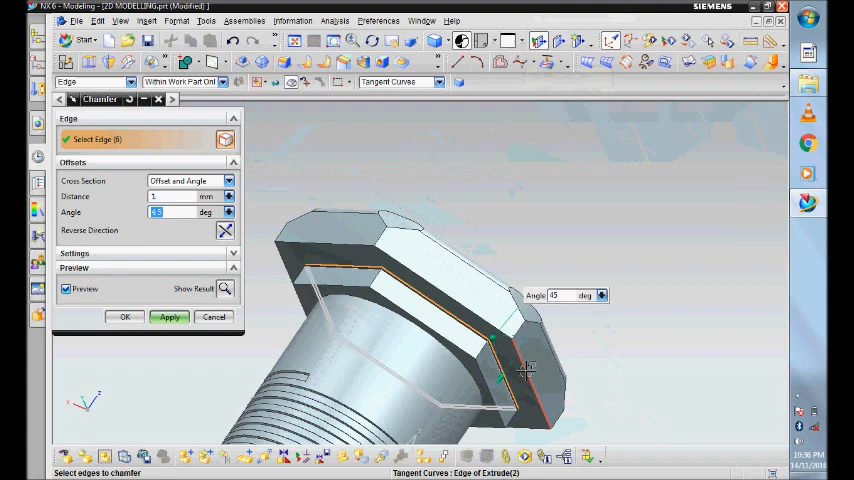 NX 6 - Modeling - [2D MODELLING.prt (Modified) ]
SIEMENS
File Edit View Insert Format Tools Assemblies Information Analysis Preferences Window Help
Start
Edge
Within Work Part Onl
Tangent Curves
Chamfer
Edge
Select Edge (6)
Offsets
Cross Section
Offset and Angle
Distance
1
mm
Angle
45
deg
Reverse Direction
Settings
Preview
Preview
Show Result
OK
Apply
Cancel
Angle 45 deg
10:36 PM
14/11/2016
Select edges to chamfer
Tangent Curves : Edge of Extrude(2)